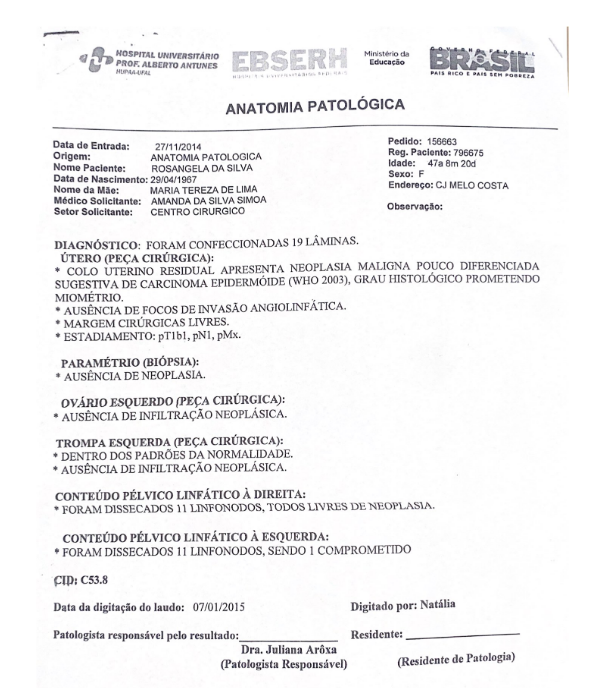 HOSPITAL UNIVERSITÁRIO
PROF. ALBERTO ANTUNES
HUPAA-UFAL
EBSERH
HOSPITAIS UNIVERSITÁRIOS FEDERAIS
Ministério da
Educação
GOVERNO FEDERAL
BRASIL
PAÍS RICO É PAÍS SEM POBREZA
ANATOMIA PATOLÓGICA
Data de Entrada: 27/11/2014
Origem: ANATOMIA PATOLOGICA
Nome Paciente: ROSANGELA DA SILVA
Data de Nascimento: 29/04/1967
Nome da Mãe: MARIA TEREZA DE LIMA
Médico Solicitante: AMANDA DA SILVA SIMOA
Setor Solicitante: CENTRO CIRURGICO
Pedido: 156663
Reg. Paciente: 796675
Idade: 47a 8m 20d
Sexo: F
Endereço: CJ MELO COSTA
Observação:
DIAGNÓSTICO: FORAM CONFECCIONADAS 19 LÂMINAS.
ÚTERO (PEÇA CIRÚRGICA):
* COLO UTERINO RESIDUAL APRESENTA NEOPLASIA MALIGNA POUCO DIFERENCIADA
SUGESTIVA DE CARCINOMA EPIDERMÓIDE (WHO 2003), GRAU HISTOLÓGICO PROMETENDO
MIOMÉTRIO.
* AUSÊNCIA DE FOCOS DE INVASÃO ANGIOLINFÁTICA.
* MARGEM CIRÚRGICAS LIVRES.
* ESTADIAMENTO: pT1b1, pN1, pMx.
PARAMÉTRIO (BIÓPSIA):
* AUSÊNCIA DE NEOPLASIA.
OVÁRIO ESQUERDO (PEÇA CIRÚRGICA):
* AUSÊNCIA DE INFILTRAÇÃO NEOPLÁSICA.
TROMPA ESQUERDA (PEÇA CIRÚRGICA):
* DENTRO DOS PADRÕES DA NORMALIDADE.
* AUSÊNCIA DE INFILTRAÇÃO NEOPLÁSICA.
CONTEÚDO PÉLVICO LINFÁTICO À DIREITA:
* FORAM DISSECADOS 11 LINFONODOS, TODOS LIVRES DE NEOPLASIA.
CONTEÚDO PÉLVICO LINFÁTICO À ESQUERDA:
* FORAM DISSECADOS 11 LINFONODOS, SENDO 1 COMPROMETIDO
CID: C53.8
Data da digitação do laudo: 07/01/2015 Digitado por: Natália
Patologista responsável pelo resultado:
Dra. Juliana Arôxa
(Patologista Responsável)
Residente:
(Residente de Patologia)